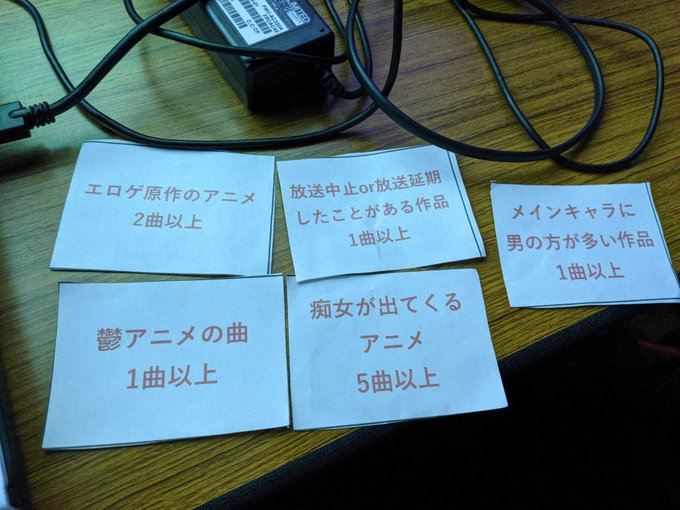 エロゲ原作のアニメ
2曲以上
放送中止or放送延期
したことがある作品
1曲以上
メインキャラに
男の方が多い作品
1曲以上
鬱アニメの曲
1曲以上
痴女が出てくる
アニメ
5曲以上